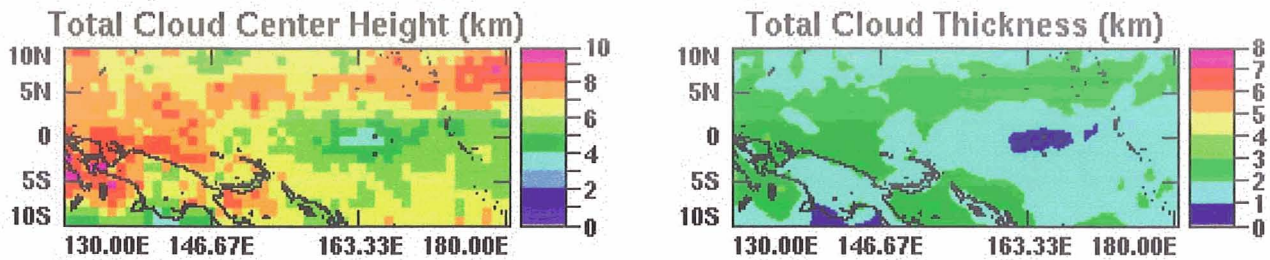 Total Cloud Center Height (km)
10N
5N
0
5S
10S
130.00E 146.67E 163.33E 180.00E
10
8
6
4
2
0
Total Cloud Thickness (km)
10N
5N
0
5S
10S
130.00E 146.67E 163.33E 180.00E
8
7
6
5
4
3
2
1
0